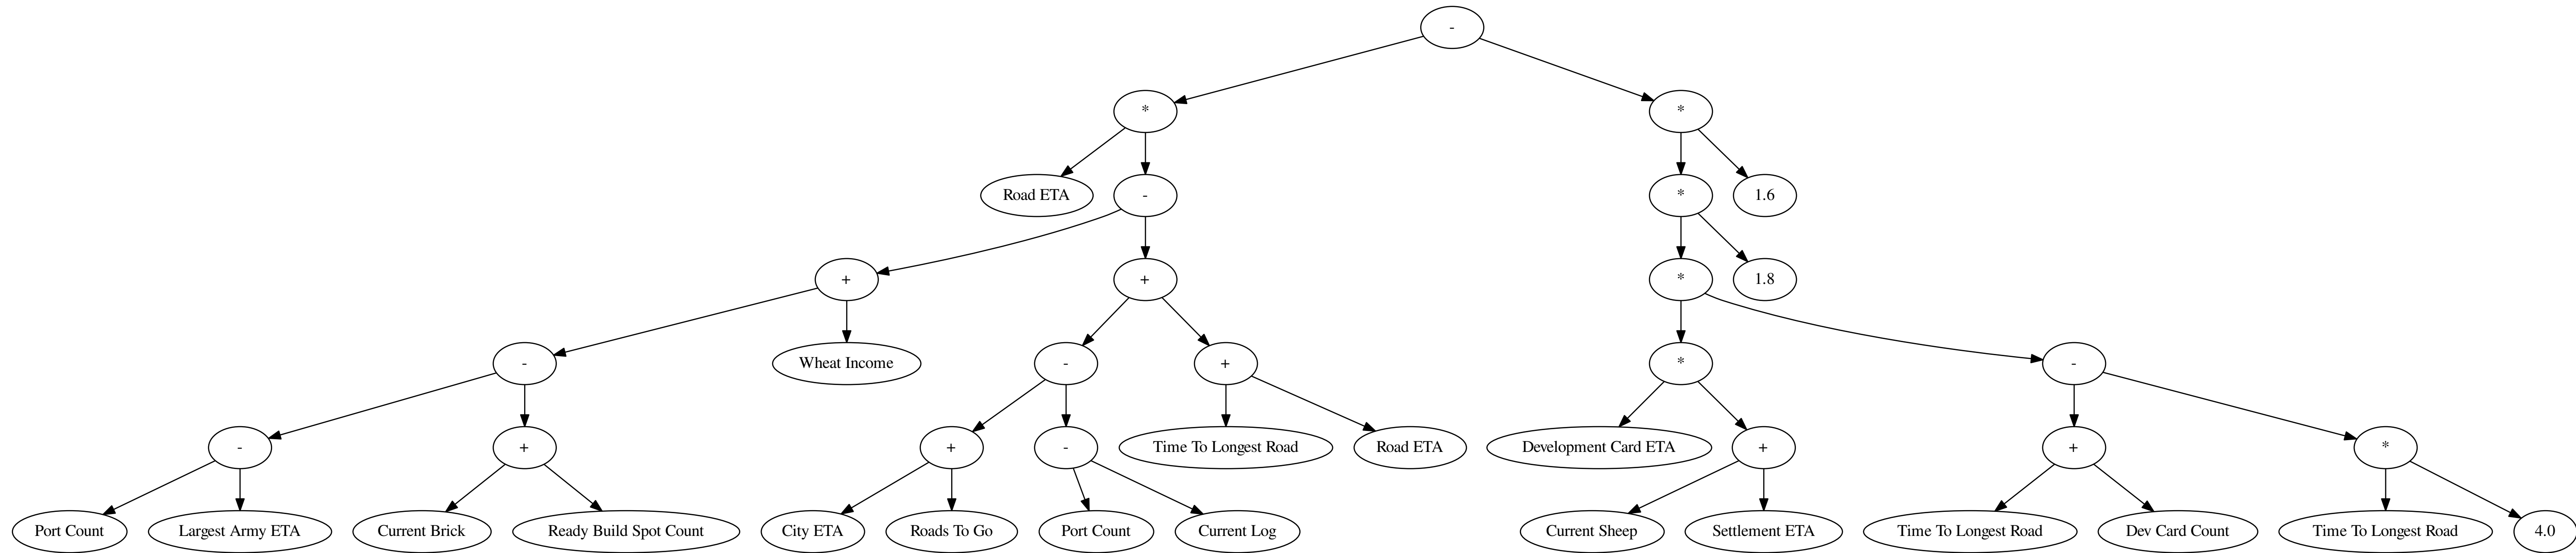 -
*
*
Road ETA
-
*
1.6
+
+
*
1.8
-
Wheat Income
-
+
*
-
-
+
+
-
Time To Longest Road
Road ETA
Development Card ETA
+
+
*
Port Count
Largest Army ETA
Current Brick
Ready Build Spot Count
City ETA
Roads To Go
Port Count
Current Log
Current Sheep
Settlement ETA
Time To Longest Road
Dev Card Count
Time To Longest Road
4.0